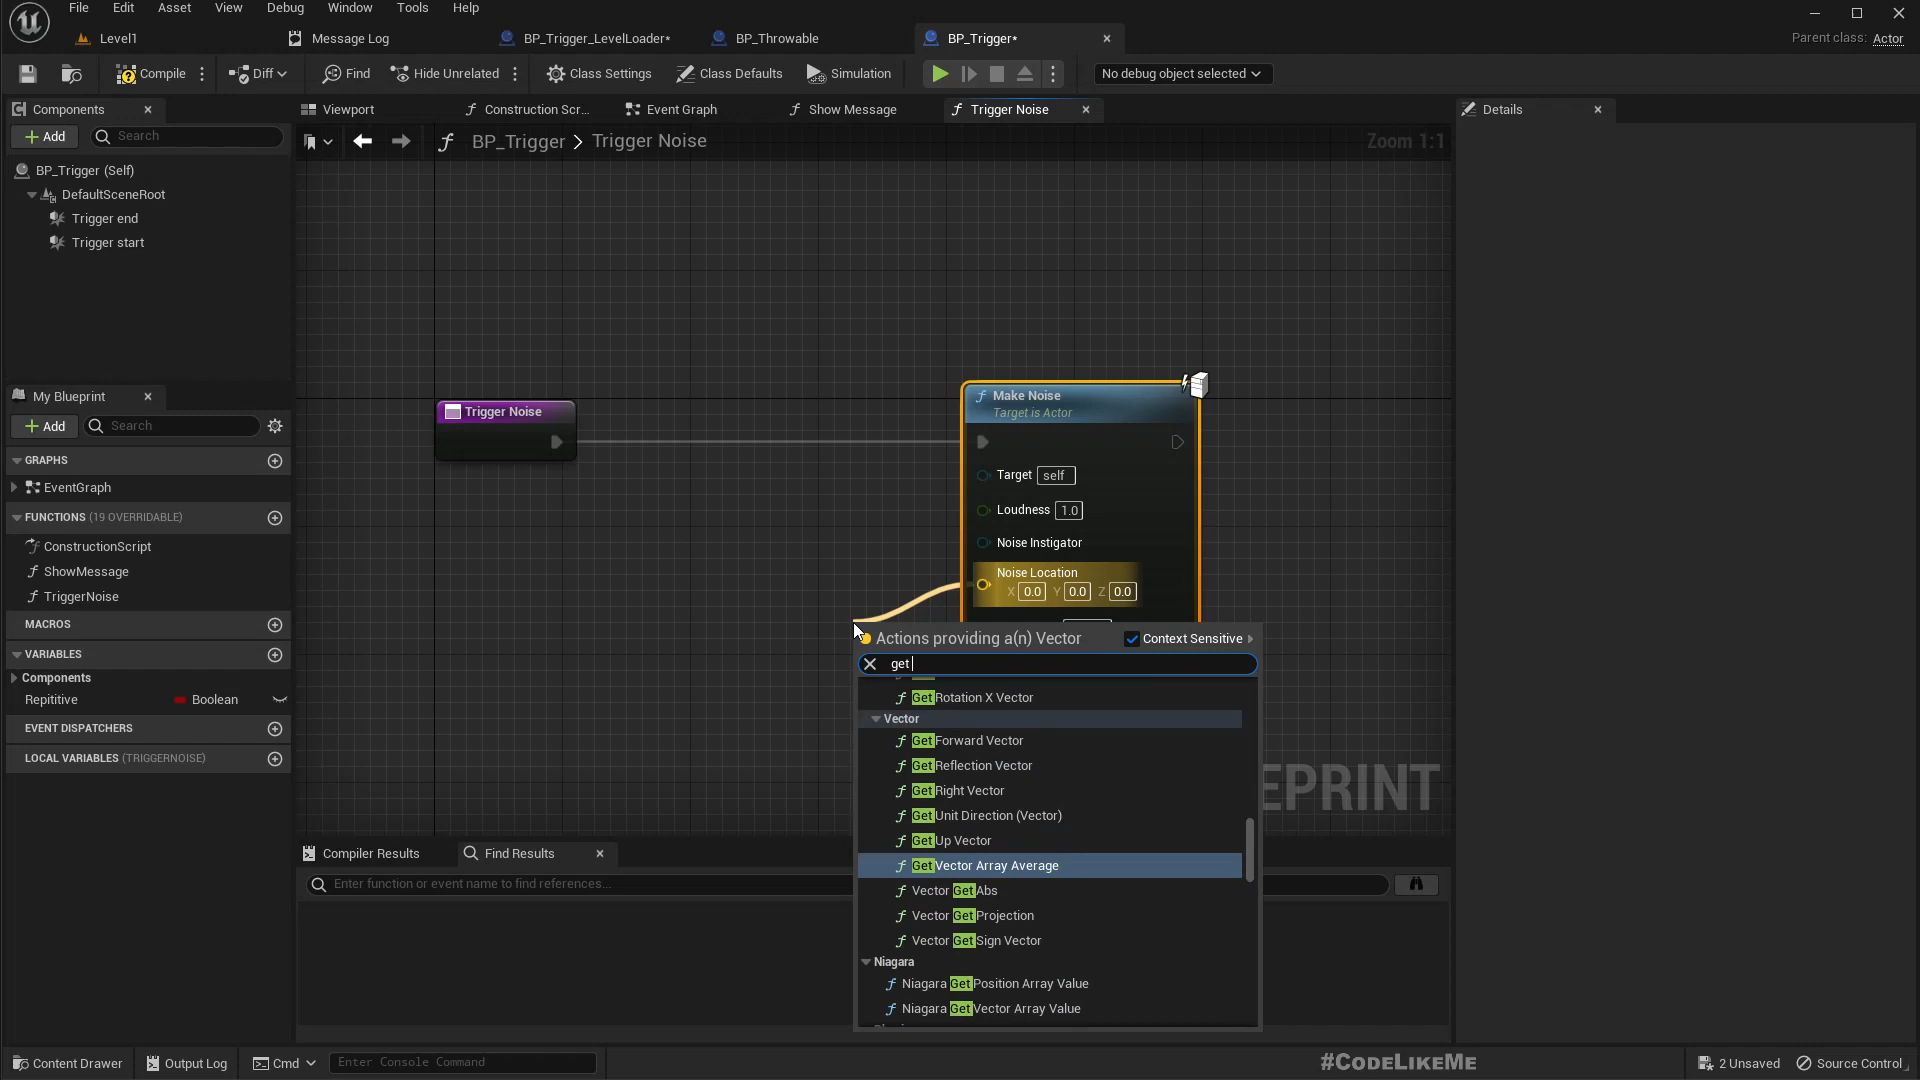 File Edit Asset View Debug Window Tools Help
Level1 Message Log BP_Trigger_LevelLoader* BP_Throwable BP_Trigger*
Parent class: Actor
Compile Diff Find Hide Unrelated Class Settings Class Defaults Simulation No debug object selected
Components
Viewport Construction Scr... Event Graph Show Message Trigger Noise
Details
Add Search
BP_Trigger > Trigger Noise
Zoom 1:1
BP_Trigger (Self)
DefaultSceneRoot
Trigger end
Trigger start
My Blueprint
Add Search
GRAPHS
EventGraph
FUNCTIONS (19 OVERRIDABLE)
ConstructionScript
ShowMessage
TriggerNoise
MACROS
VARIABLES
Components
Repititive Boolean
EVENT DISPATCHERS
LOCAL VARIABLES (TRIGGERNOISE)
Trigger Noise
Make Noise
Target is Actor
Target self
Loudness 1.0
Noise Instigator
Noise Location
X 0.0 Y 0.0 Z 0.0
Actions providing a(n) Vector Context Sensitive
get
Get Rotation X Vector
Vector
Get Forward Vector
Get Reflection Vector
Get Right Vector
Get Unit Direction (Vector)
Get Up Vector
Get Vector Array Average
Vector Get Abs
Vector Get Projection
Vector Get Sign Vector
Niagara
Niagara Get Position Array Value
Niagara Get Vector Array Value
EPRINT
Compiler Results Find Results
Enter function or event name to find references...
Content Drawer Output Log Cmd Enter Console Command
#CODELIKEME
2 Unsaved Source Control